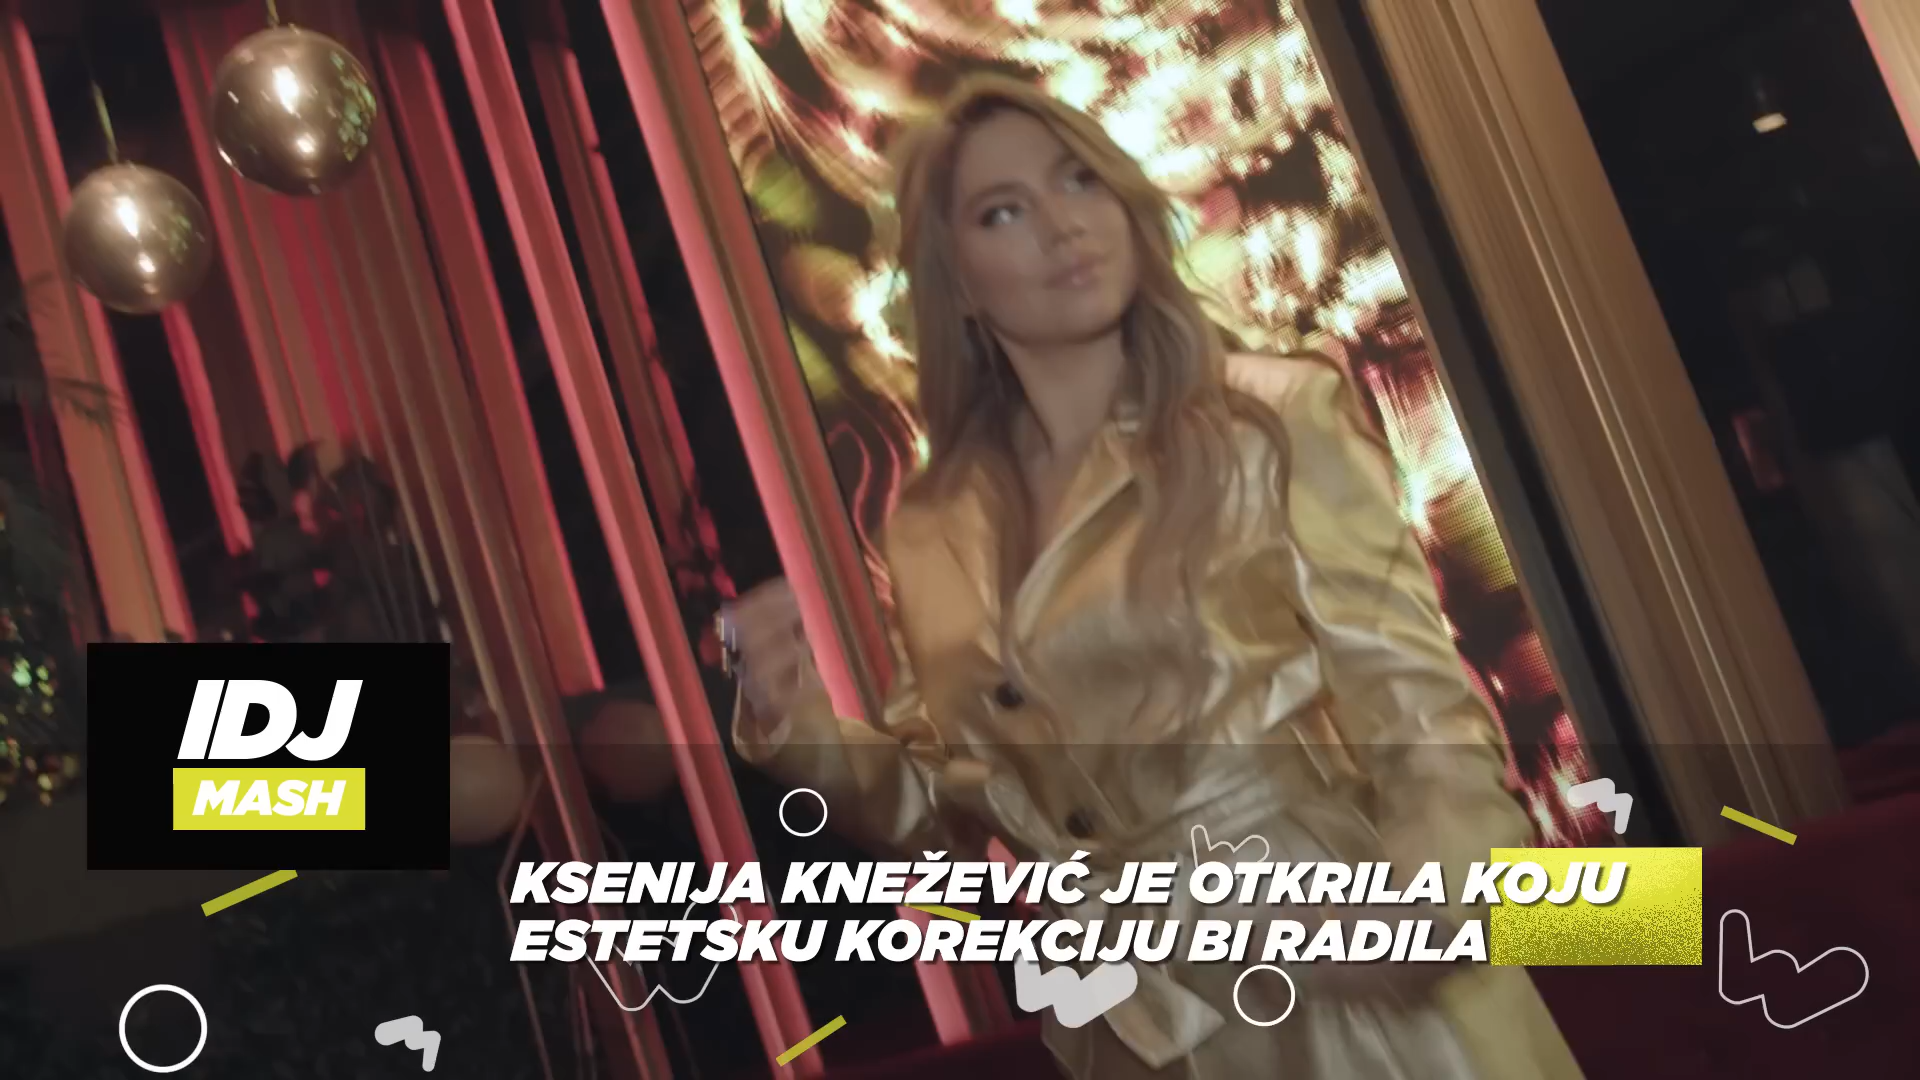 IDJ
MASH
KSENIJA KNEŽEVIĆ JE OTKRILA KOJU
ESTETSKU KOREKCIJU BI RADILA